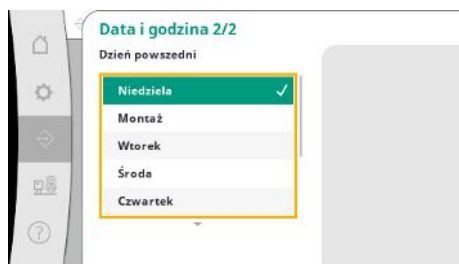 Data i godzina 2/2
Dzień powszedni
Niedziela
Montaż
Wtorek
Środa
Czwartek
?